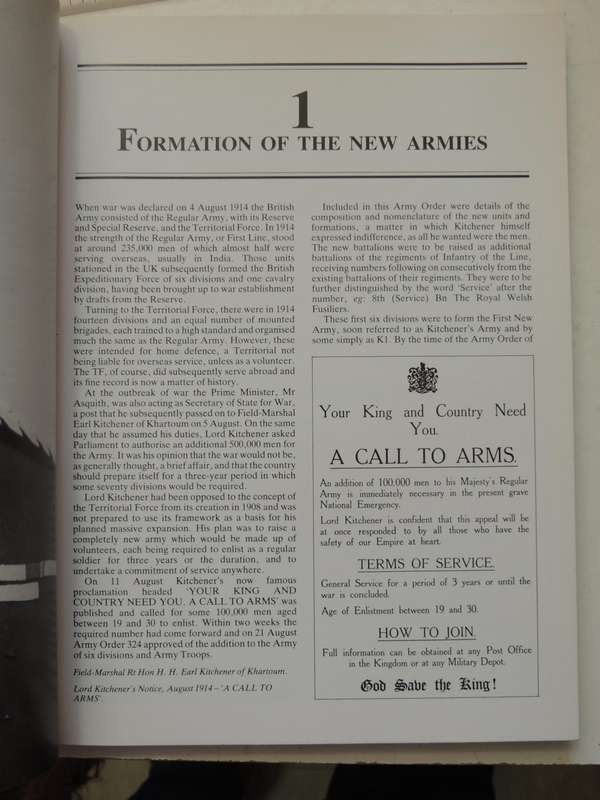 1
FORMATION OF THE NEW ARMIES
When war was declared on 4 August 1914 the British
Army consisted of the Regular Army, with its Reserve
and Special Reserve, and the Territorial Force. In 1914
the strength of the Regular Army, or First Line, stood
at around 235,000 men of which almost half were
serving overseas, usually in India. Those units
stationed in the UK subsequently formed the British
Expeditionary Force of six divisions and one cavalry
division, having been brought up to war establishment
by drafts from the Reserve.
Turning to the Territorial Force, there were in 1914
fourteen divisions and an equal number of mounted
brigades, each trained to a high standard and organised
much the same as the Regular Army. However, these
were intended for home defence, a Territorial not
being liable for overseas service, unless as a volunteer.
The TF, of course, did subsequently serve abroad and
its fine record is now a matter of history.
At the outbreak of war the Prime Minister, Mr
Asquith, was also acting as Secretary of State for War,
a post that he subsequently passed on to Field-Marshal
Earl Kitchener of Khartoum on 5 August. On the same
day that he assumed his duties, Lord Kitchener asked
Parliament to authorise an additional 500,000 men for
the Army. It was his opinion that the war would not be,
as generally thought, a brief affair, and that the country
should prepare itself for a three-year period in which
some seventy divisions would be required.
Lord Kitchener had been opposed to the concept of
the Territorial Force from its creation in 1908 and was
not prepared to use its framework as a basis for his
planned massive expansion. His plan was to raise a
completely new army which would be made up of
volunteers, each being required to enlist as a regular
soldier for three years or the duration, and to
undertake a commitment of service anywhere.
On 11 August Kitchener's now famous
proclamation headed 'YOUR KING AND
COUNTRY NEED YOU. A CALL TO ARMS' was
published and called for some 100,000 men aged
between 19 and 30 to enlist. Within two weeks the
required number had come forward and on 21 August
Army Order 324 approved of the addition to the Army
of six divisions and Army Troops.
Field-Marshal Rt Hon H. H. Earl Kitchener of Khartoum.
Lord Kitchener's Notice, August 1914 – 'A CALL TO
ARMS'.
Included in this Army Order were details of the
composition and nomenclature of the new units and
formations, a matter in which Kitchener himself
expressed indifference, as all he wanted were the men.
The new battalions were to be raised as additional
battalions of the regiments of Infantry of the Line,
receiving numbers following on consecutively from the
existing battalions of their regiments. They were to be
further distinguished by the word 'Service' after the
number, eg: 8th (Service) Bn The Royal Welsh
Fusiliers.
These first six divisions were to form the First New
Army, soon referred to as Kitchener's Army and by
some simply as K1. By the time of the Army Order of
Your King and Country Need
You.
A CALL TO ARMS.
An addition of 100,000 men to his Majesty's Regular
Army is immediately necessary in the present grave
National Emergency.
Lord Kitchener is confident that this appeal will be
at once responded to by all those who have the
safety of our Empire at heart.
TERMS OF SERVICE.
General Service for a period of 3 years or until the
war is concluded.
Age of Enlistment between 19 and 30.
HOW TO JOIN.
Full information can be obtained at any Post Office
in the Kingdom or at any Military Depot.
God Save the King!